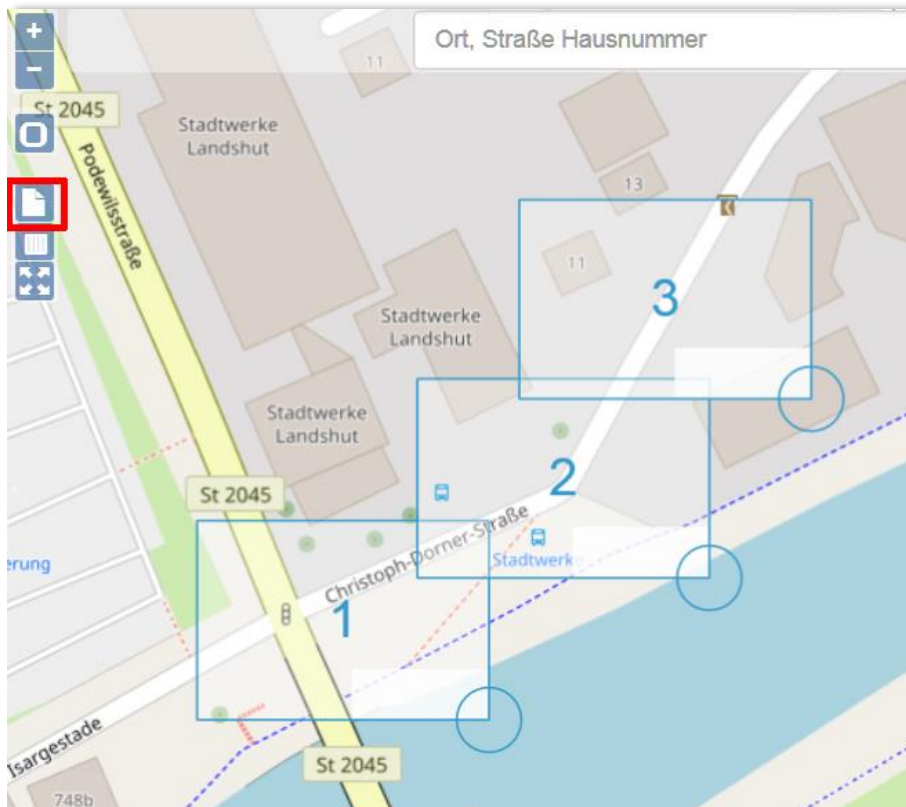 +
Ort, Straße Hausnummer
−
11
St 2045
Stadtwerke
Landshut
Podewilsstraße
13
11
3
Stadtwerke
Landshut
Stadtwerke
Landshut
2
St 2045
Christoph-Dorner-Straße
Stadtwerke
erung
1
Isargestade
St 2045
748b